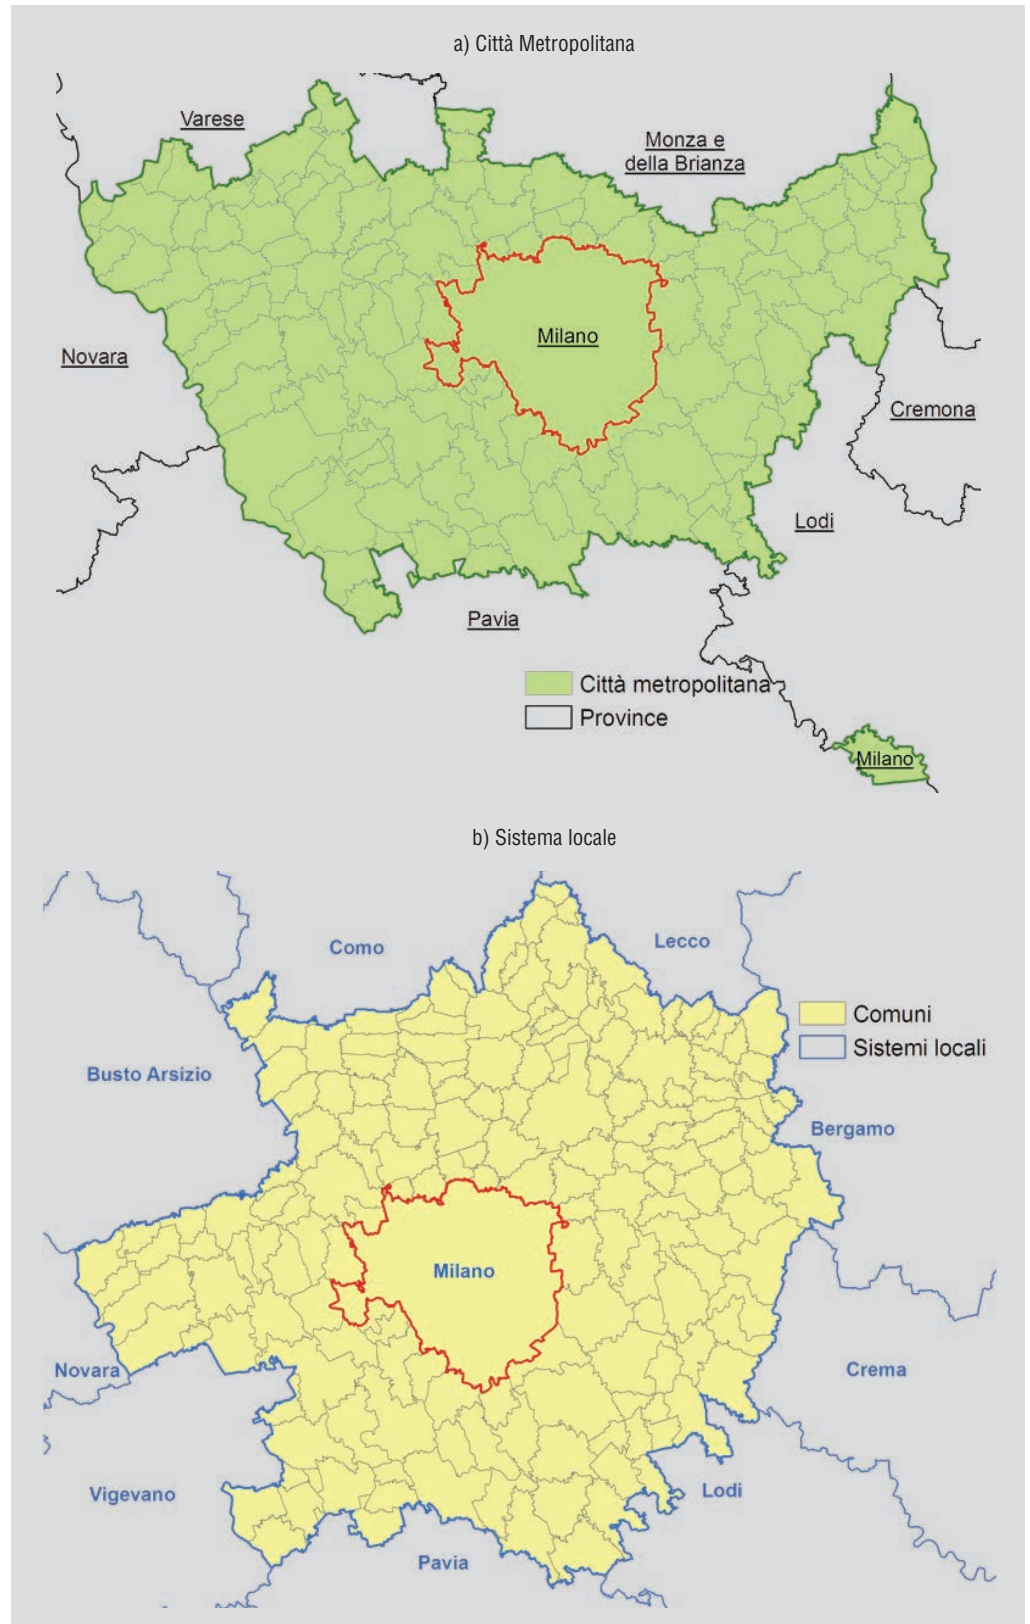 a) Città Metropolitana
Varese
Monza e
della Brianza
Milano
Novara
Cremona
Lodi
Pavia
Città metropolitana
Province
Milano
b) Sistema locale
Como
Lecco
Comuni
Sistemi locali
Busto Arsizio
Bergamo
Milano
Novara
Crema
Vigevano
Lodi
Pavia